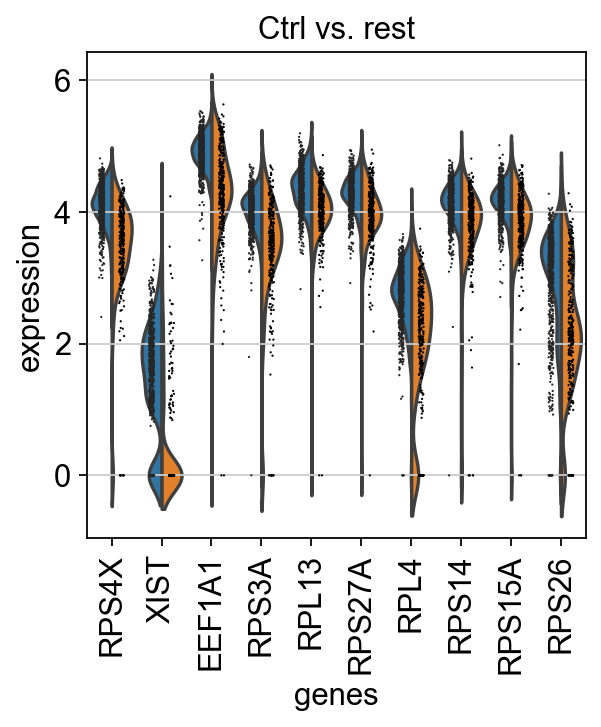 Ctrl vs. rest
expression
6
4
2
0
RPS4X
XIST
EEF1A1
RPS3A
RPL13
RPS27A
RPL4
RPS14
RPS15A
RPS26
genes